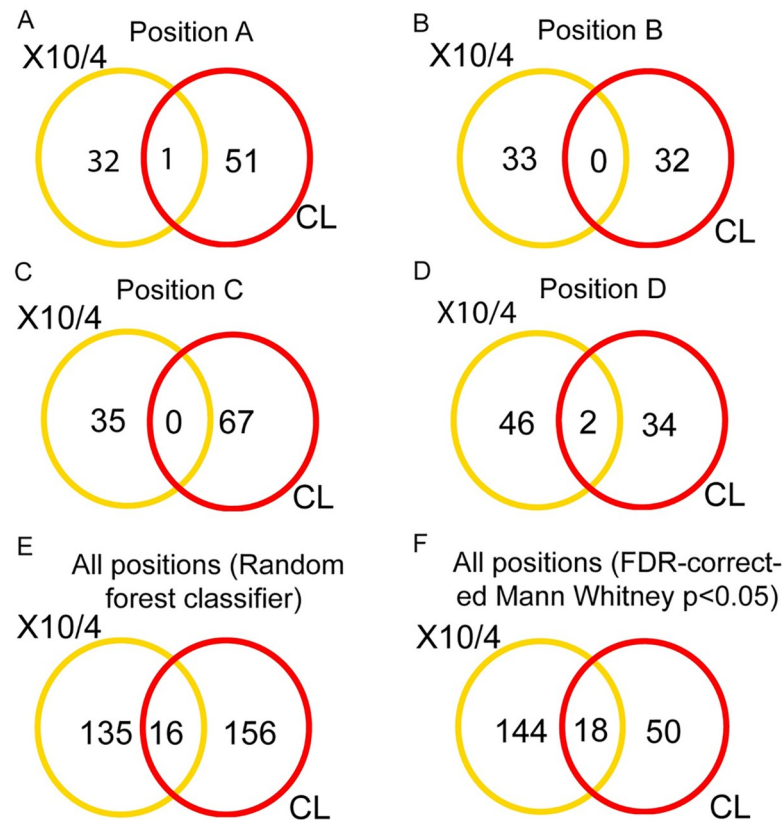 A
Position A
X10/4
32 1 51
CL
B
Position B
X10/4
33 0 32
CL
C
Position C
X10/4
35 0 67
CL
D
Position D
X10/4
46 2 34
CL
E
All positions (Random
forest classifier)
X10/4
135 16 156
CL
F
All positions (FDR-correct-
ed Mann Whitney p<0.05)
X10/4
144 18 50
CL